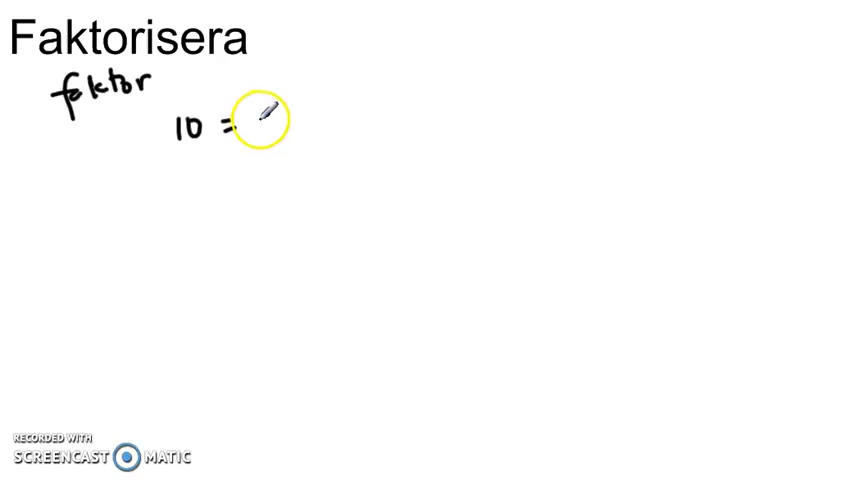 Faktorisera
faktor
10 =
RECORDED WITH
SCREENCAST MATIC